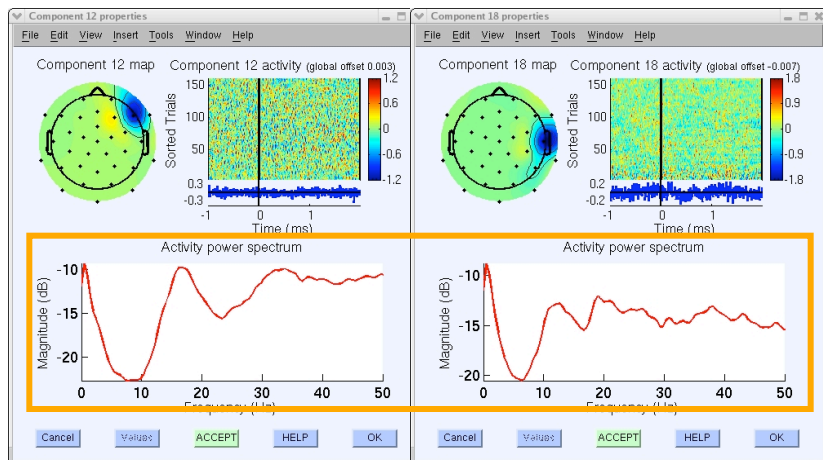 Component 12 properties
File Edit View Insert Tools Window Help
Component 12 map
Component 12 activity (global offset 0.003)
Sorted Trials
150
100
50
1.2
0.6
0
-0.6
-1.2
0.3
-0.3
-1 0 1
Time (ms)
Activity power spectrum
Magnitude (dB)
-10
-15
-20
0 10 20 30 40 50
Frequency (Hz)
Cancel Values ACCEPT HELP OK
Component 18 properties
File Edit View Insert Tools Window Help
Component 18 map
Component 18 activity (global offset -0.007)
Sorted Trials
150
100
50
1.8
0.9
0
-0.9
-1.8
0.2
-0.2
-1 0 1
Time (ms)
Activity power spectrum
Magnitude (dB)
-10
-15
-20
0 10 20 30 40 50
Frequency (Hz)
Cancel Values ACCEPT HELP OK